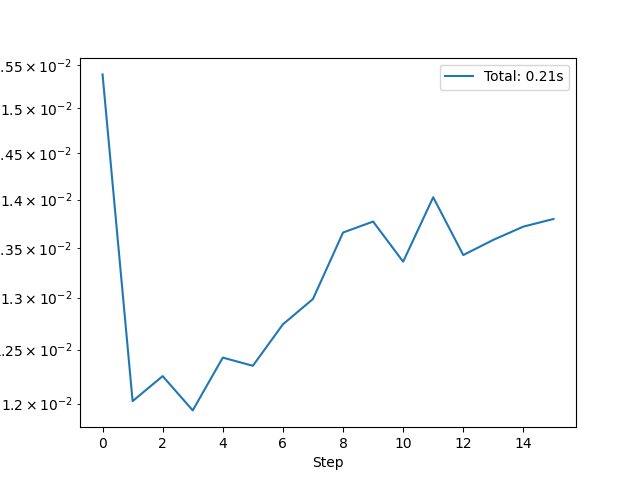 Total: 0.21s
.55 × 10⁻²
1.5 × 10⁻²
.45 × 10⁻²
1.4 × 10⁻²
.35 × 10⁻²
1.3 × 10⁻²
.25 × 10⁻²
1.2 × 10⁻²
0 2 4 6 8 10 12 14
Step